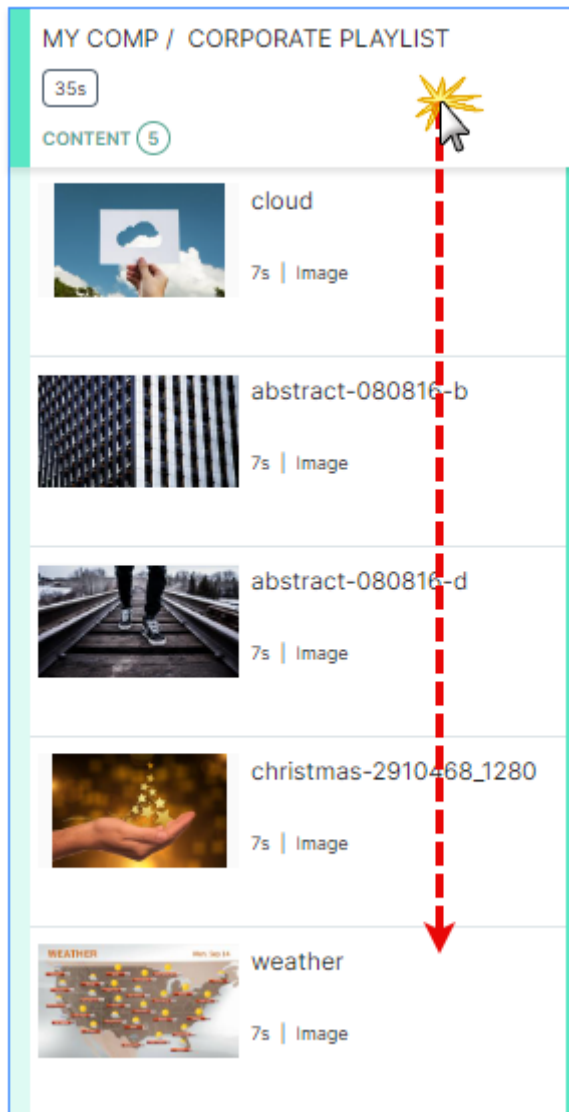 MY COMP / CORPORATE PLAYLIST
35s
CONTENT 5
cloud
7s | Image
abstract-080816-b
7s | Image
abstract-080816-d
7s | Image
christmas-2910468_1280
7s | Image
WEATHER
weather
7s | Image